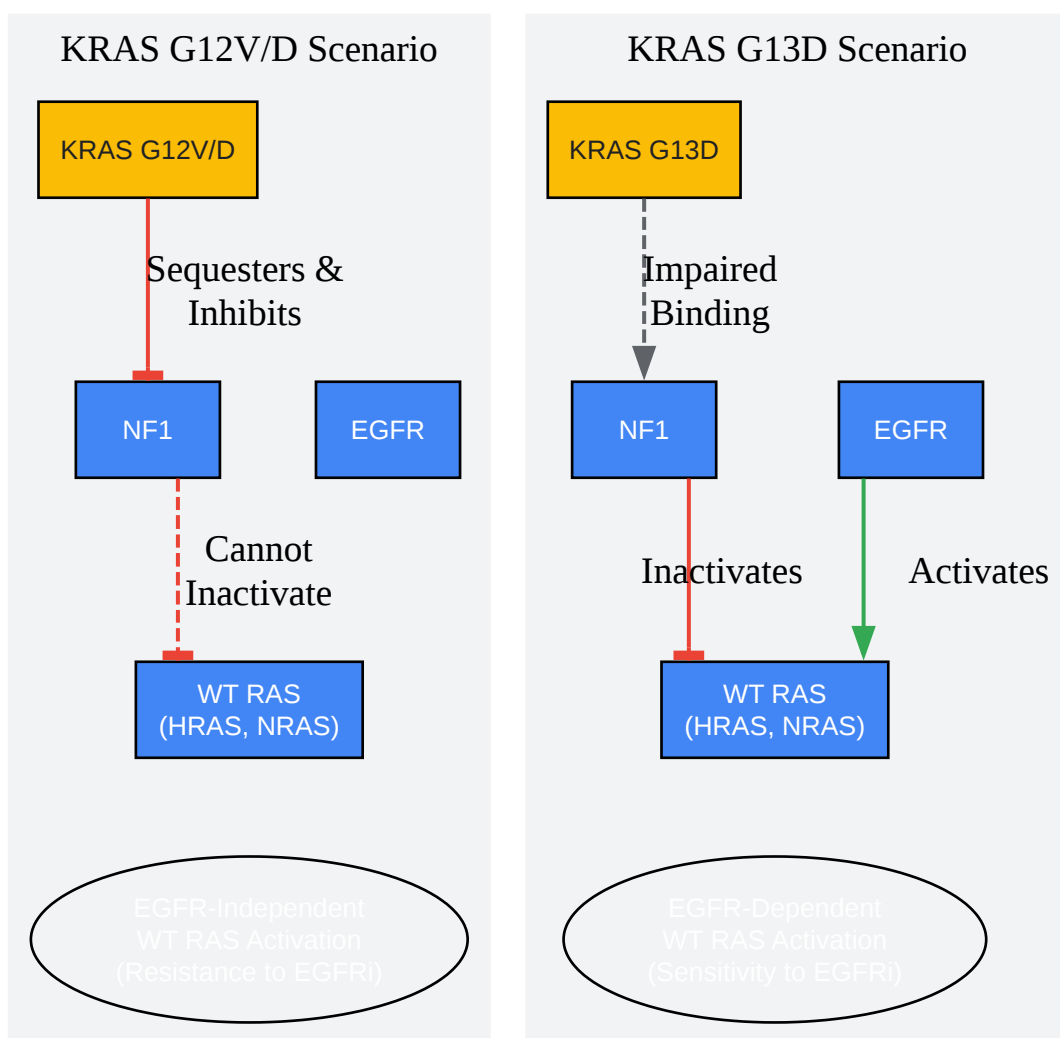 KRAS G12V/D Scenario
KRAS G12V/D
Sequesters &
Inhibits
NF1
EGFR
Cannot
Inactivate
WT RAS
(HRAS, NRAS)
EGFR-Independent
WT RAS Activation
(Resistance to EGFRi)
KRAS G13D Scenario
KRAS G13D
Impaired
Binding
NF1
EGFR
Inactivates
Activates
WT RAS
(HRAS, NRAS)
EGFR-Dependent
WT RAS Activation
(Sensitivity to EGFRi)